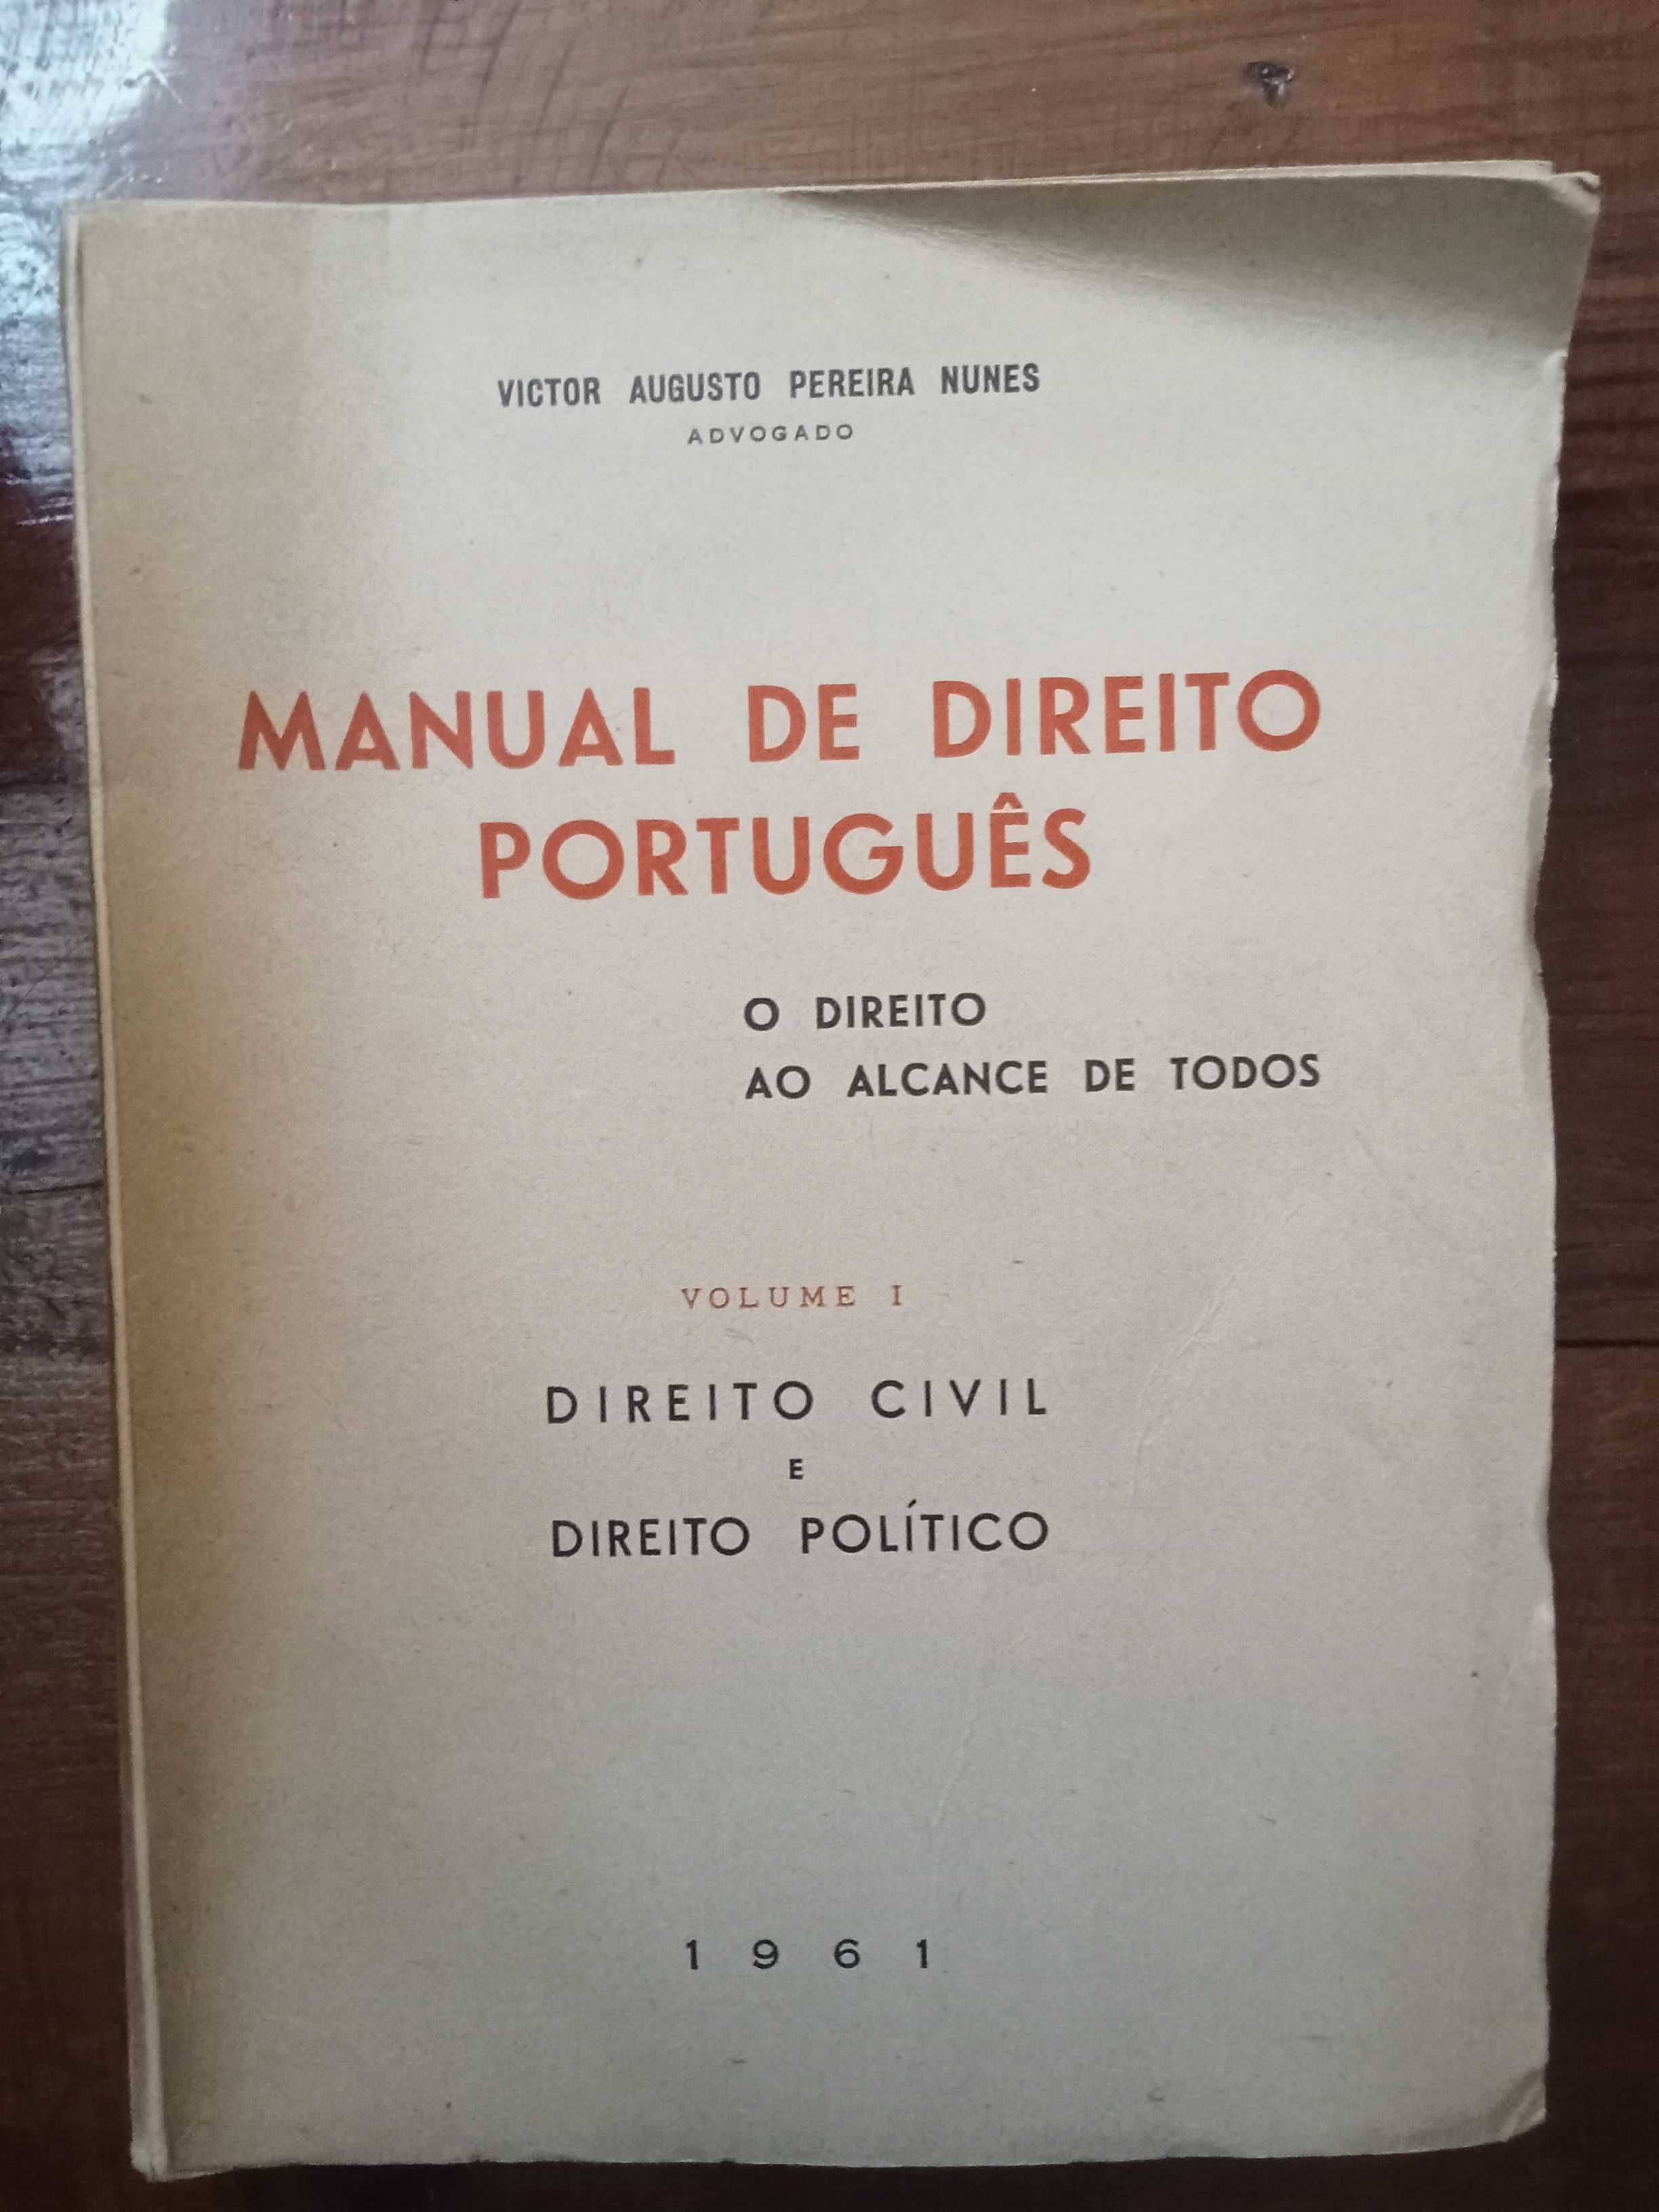 VICTOR AUGUSTO PEREIRA NUNES
ADVOGADO
MANUAL DE DIREITO
PORTUGUÊS
O DIREITO
AO ALCANCE DE TODOS
VOLUME I
DIREITO CIVIL
E
DIREITO POLÍTICO
1961